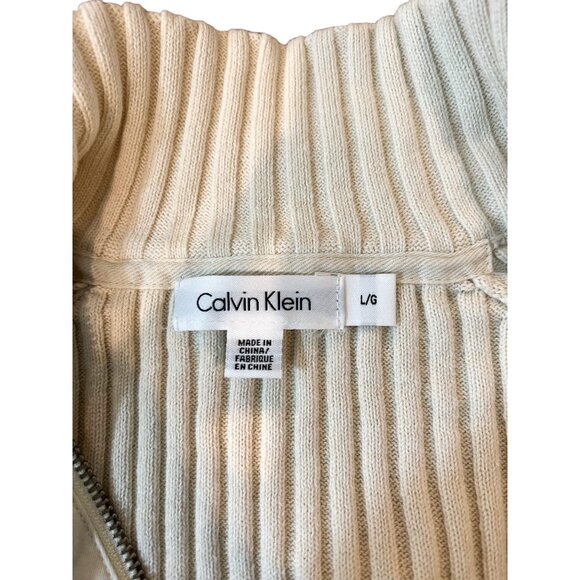 Calvin Klein
L/G
MADE IN
CHINA/
FABRIQUE
EN CHINE